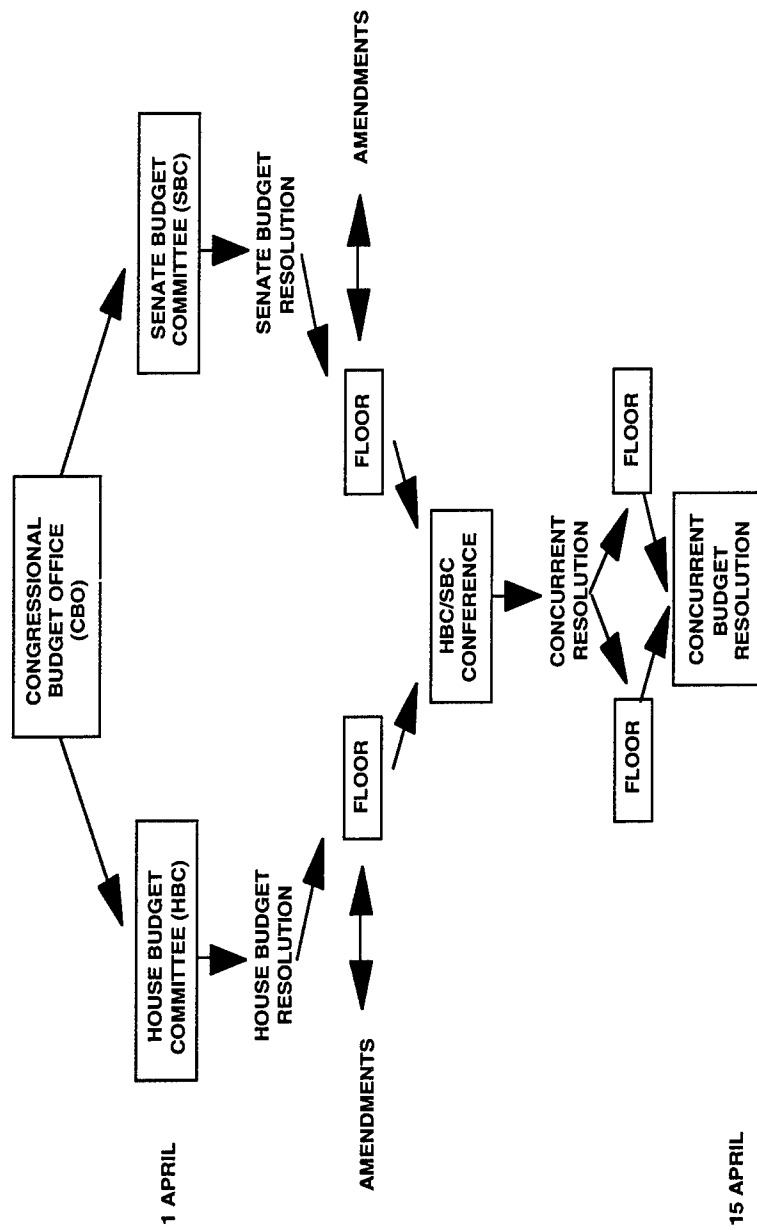 CONGRESSIONAL
BUDGET OFFICE
(CBO)
1 APRIL
HOUSE BUDGET
COMMITTEE (HBC)
SENATE BUDGET
COMMITTEE (SBC)
HOUSE BUDGET
RESOLUTION
SENATE BUDGET
RESOLUTION
AMENDMENTS
FLOOR
FLOOR
AMENDMENTS
HBC/SBC
CONFERENCE
CONCURRENT
RESOLUTION
FLOOR
FLOOR
15 APRIL
CONCURRENT
BUDGET
RESOLUTION